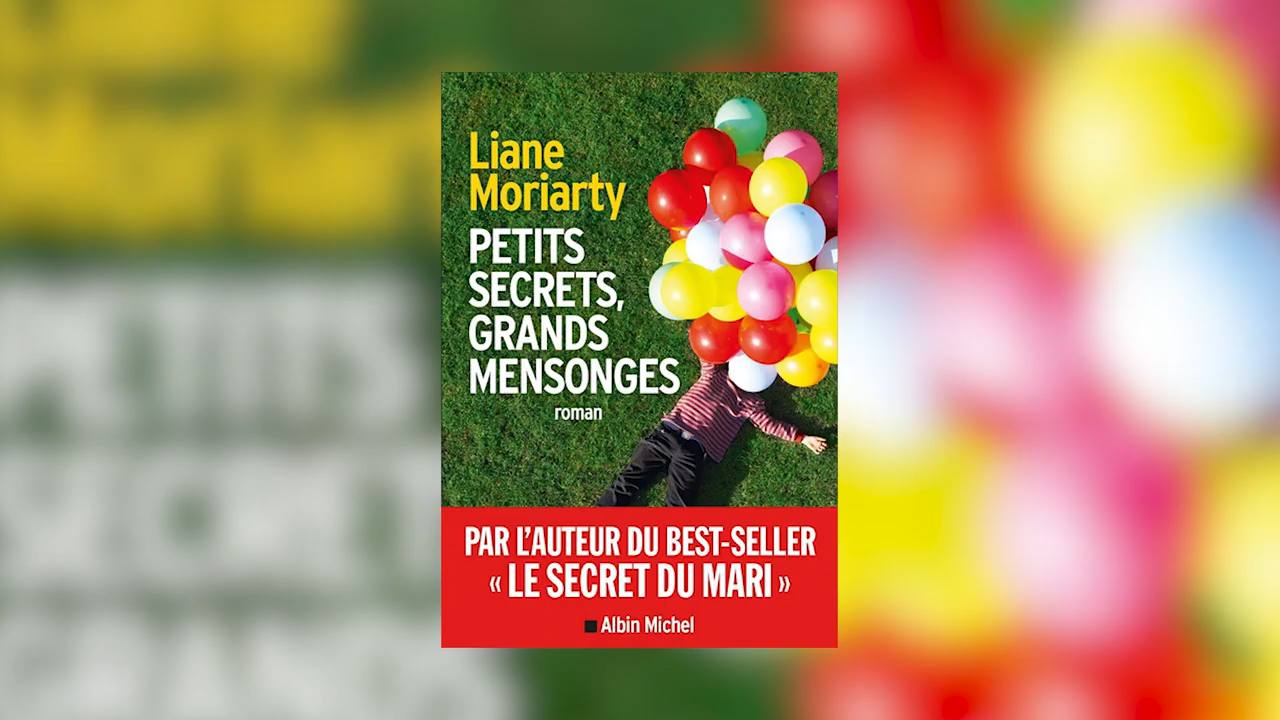 Liane
Moriarty
PETITS
SECRETS,
GRANDS
MENSONGES
roman
PAR L'AUTEUR DU BEST-SELLER
« LE SECRET DU MARI »
Albin Michel